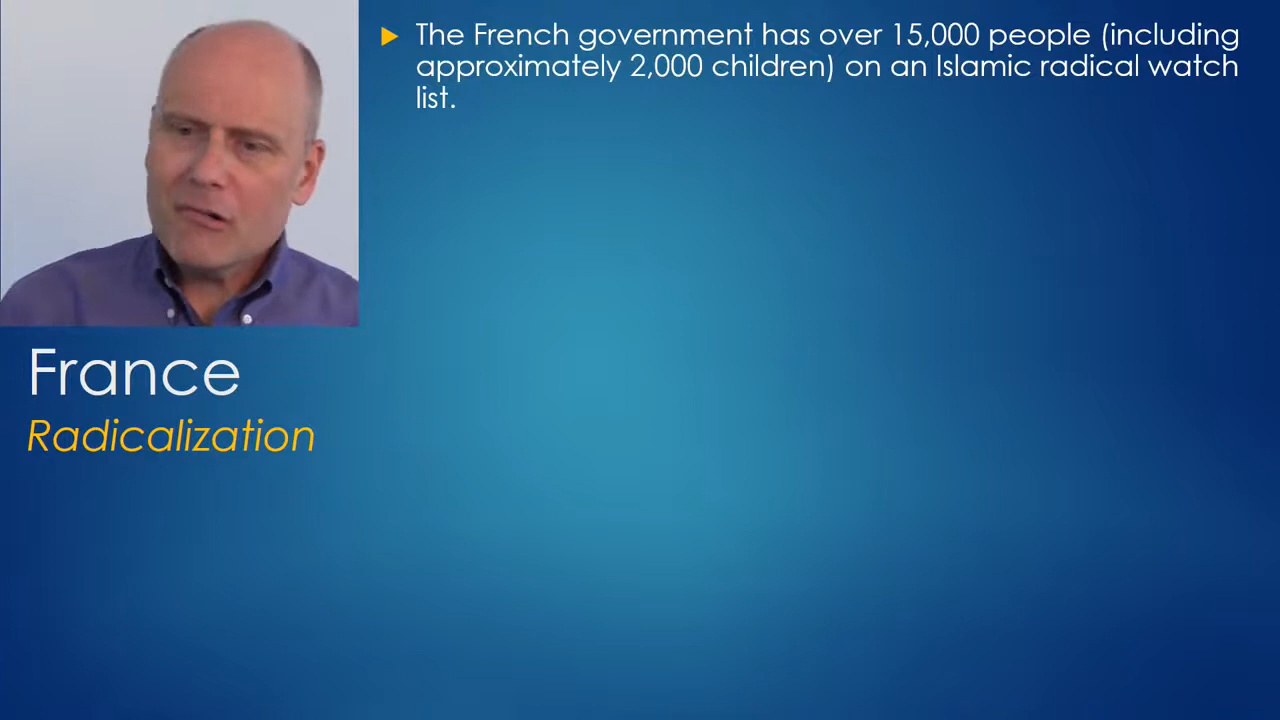 The French government has over 15,000 people (including
approximately 2,000 children) on an Islamic radical watch
list.
France
Radicalization